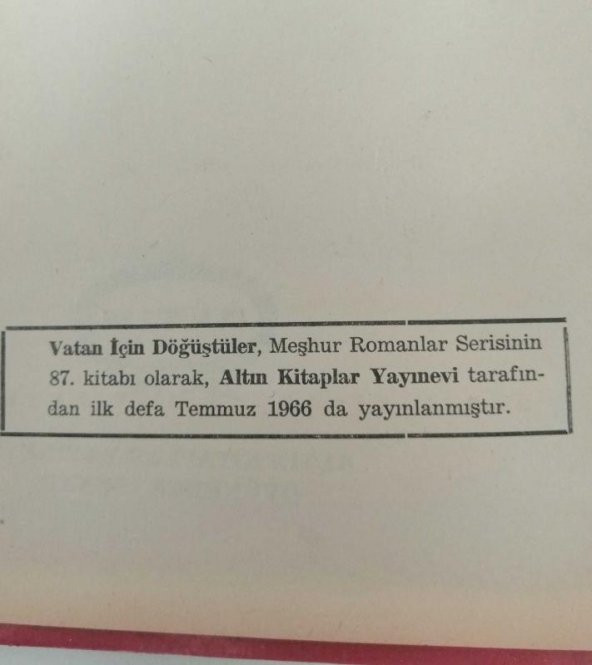 Vatan İçin Döğüştüler, Meşhur Romanlar Serisinin
87. kitabı olarak, Altın Kitaplar Yayınevi tarafın-
dan ilk defa Temmuz 1966 da yayınlanmıştır.